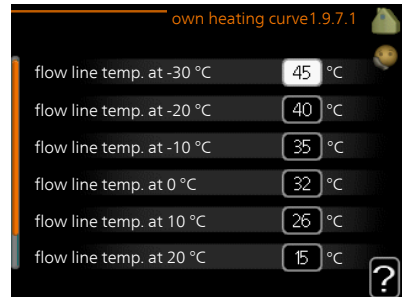 own heating curve1.9.7.1
flow line temp. at -30 °C 45 °C
flow line temp. at -20 °C 40 °C
flow line temp. at -10 °C 35 °C
flow line temp. at 0 °C 32 °C
flow line temp. at 10 °C 26 °C
flow line temp. at 20 °C 15 °C
?